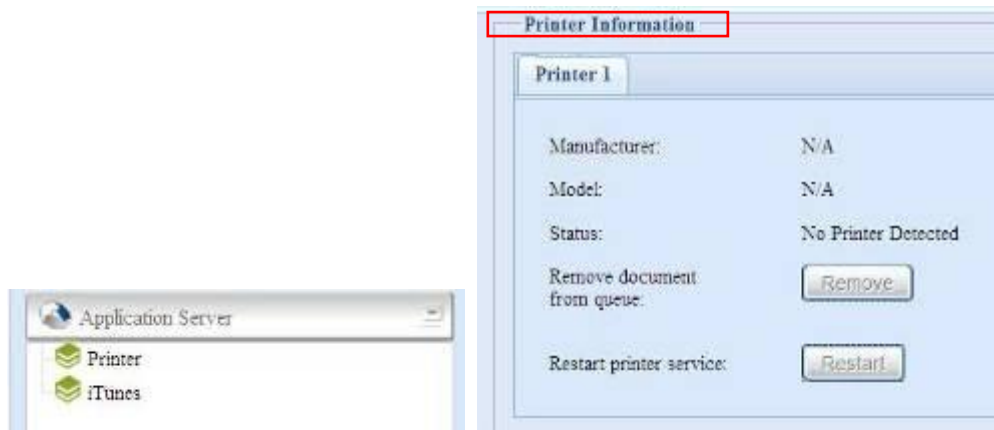 Application Server
Printer
iTunes
Printer Information
Printer 1
Manufacturer: N/A
Model: N/A
Status: No Printer Detected
Remove document
from queue: Remove
Restart printer service: Restart